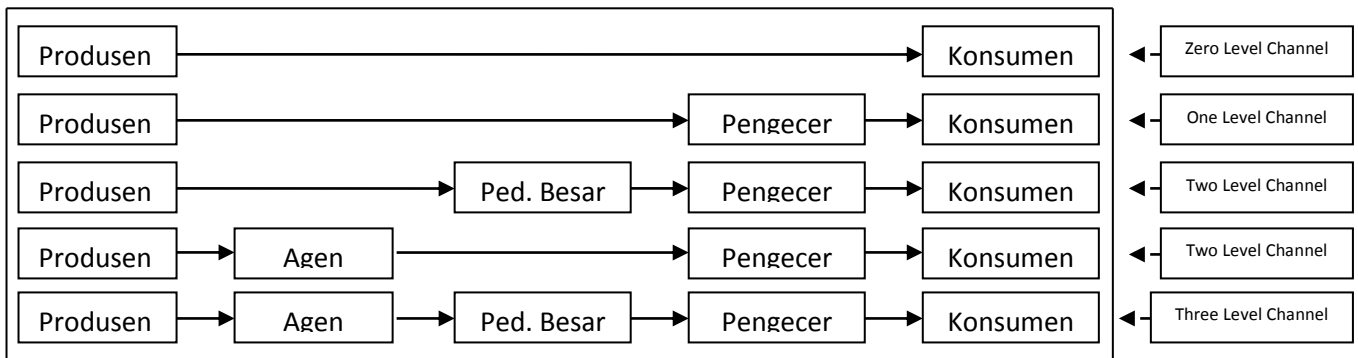 Produsen Konsumen Zero Level Channel
Produsen Pengecer Konsumen One Level Channel
Produsen Ped. Besar Pengecer Konsumen Two Level Channel
Produsen Agen Pengecer Konsumen Two Level Channel
Produsen Agen Ped. Besar Pengecer Konsumen Three Level Channel